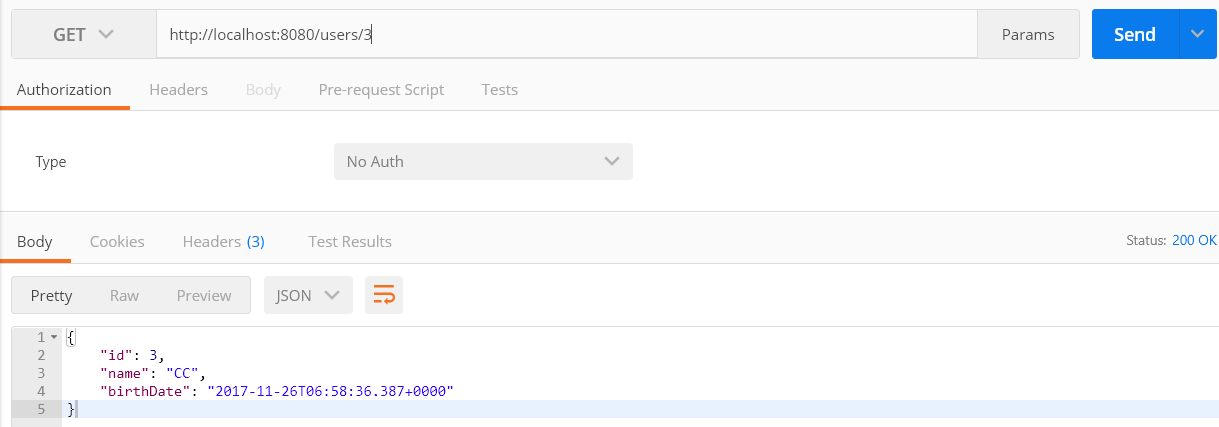 GET http://localhost:8080/users/3 Params Send
Authorization Headers Body Pre-request Script Tests
Type No Auth
Body Cookies Headers (3) Test Results Status: 200 OK
Pretty Raw Preview JSON
1 {
2 "id": 3,
3 "name": "CC",
4 "birthDate": "2017-11-26T06:58:36.387+0000"
5 }